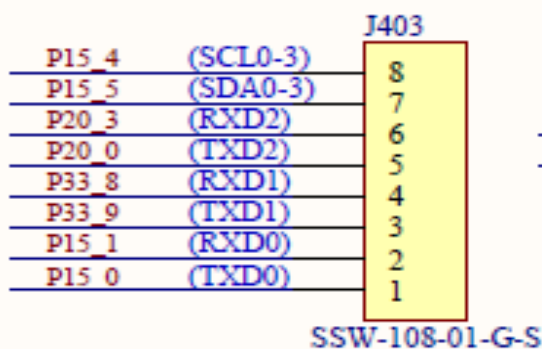 J403
P15_4 (SCL0-3) 8
P15_5 (SDA0-3) 7
P20_3 (RXD2) 6
P20_0 (TXD2) 5
P33_8 (RXD1) 4
P33_9 (TXD1) 3
P15_1 (RXD0) 2
P15_0 (TXD0) 1
SSW-108-01-G-S